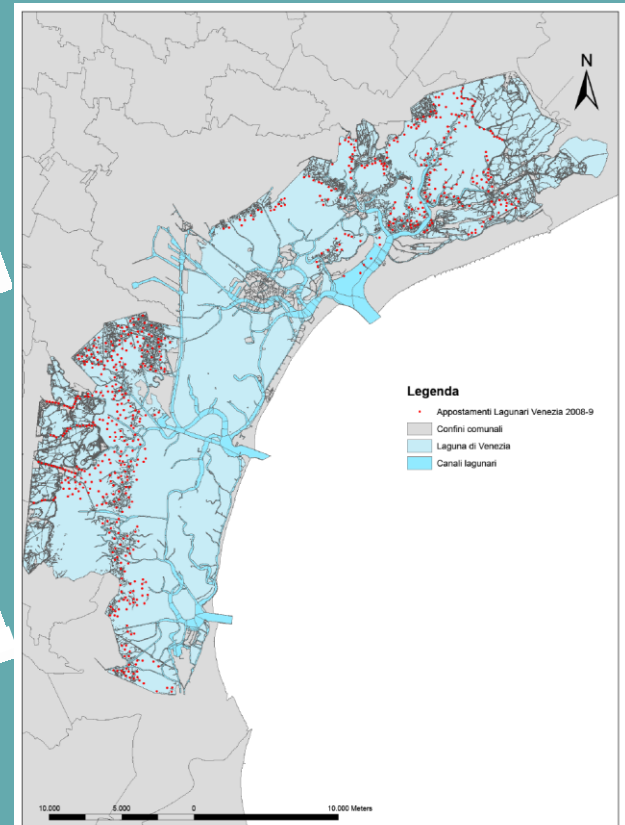 N
Legenda
Appostamenti Lagunari Venezia 2008-9
Confini comunali
Laguna di Venezia
Canali lagunari
10.000 5.000 0 10.000 Meters